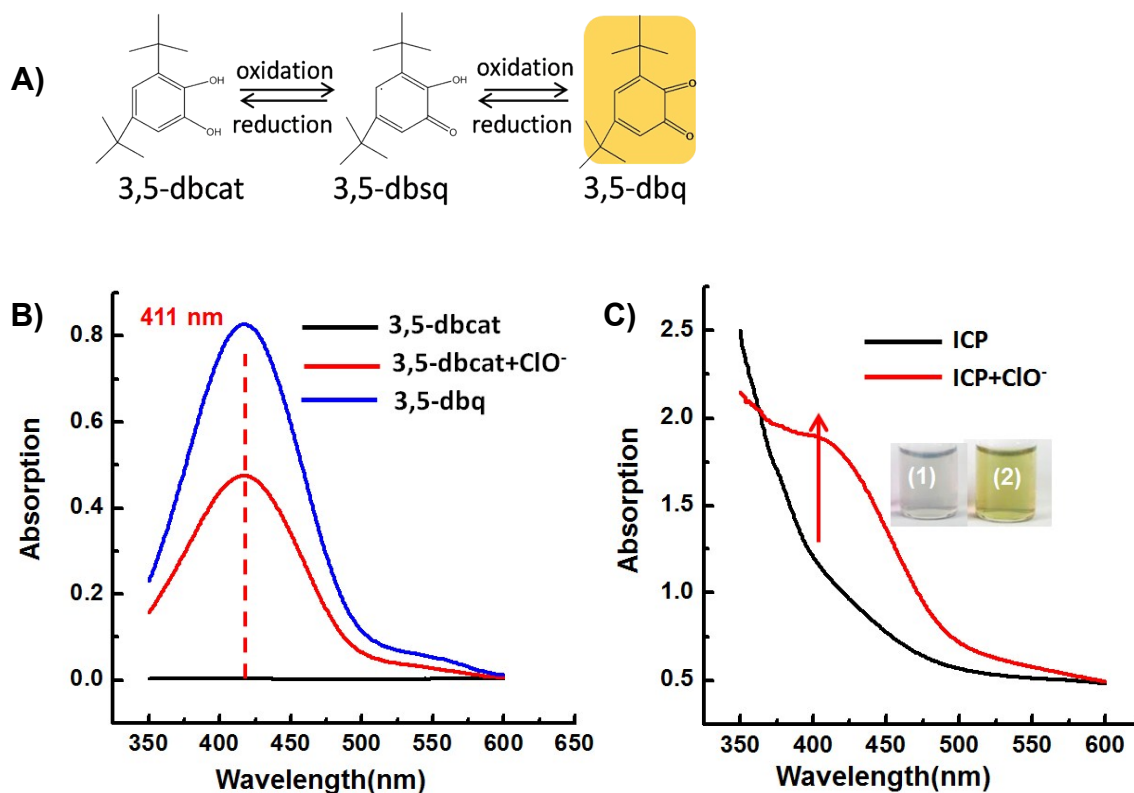 A)
oxidation
reduction
oxidation
reduction
OH
OH
OH
O
O
O
3,5-dbcat
3,5-dbsq
3,5-dbq
B)
411 nm
3,5-dbcat
3,5-dbcat+ClO⁻
3,5-dbq
0.8
0.6
0.4
0.2
0.0
Absorption
350 400 450 500 550 600 650
Wavelength(nm)
C)
ICP
ICP+ClO⁻
(1) (2)
2.5
2.0
1.5
1.0
0.5
Absorption
350 400 450 500 550 600
Wavelength(nm)